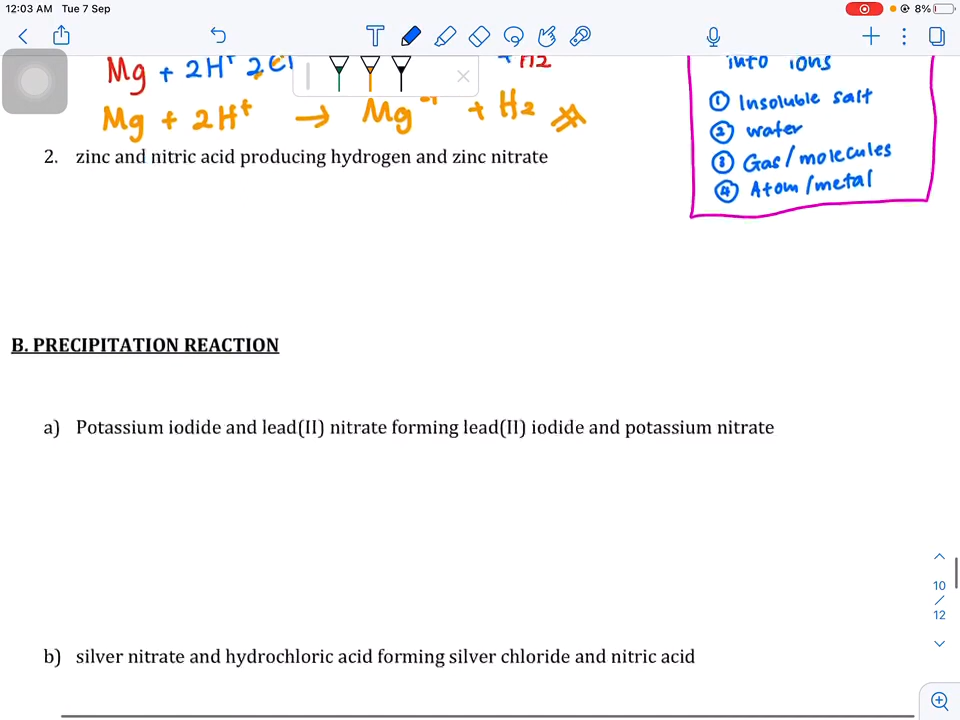 12:03 AM Tue 7 Sep
8%
Mg + 2H⁺ 2Cl
+ H2
into ions
Mg + 2H⁺ → Mg + H2
① Insoluble salt
② water
③ Gas / molecules
④ Atom / metal
2. zinc and nitric acid producing hydrogen and zinc nitrate
B. PRECIPITATION REACTION
a) Potassium iodide and lead(II) nitrate forming lead(II) iodide and potassium nitrate
10
/
12
b) silver nitrate and hydrochloric acid forming silver chloride and nitric acid